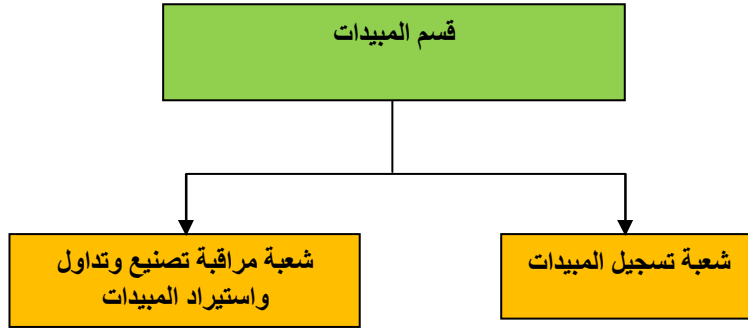 قسم المبيدات
شعبة تسجيل المبيدات
شعبة مراقبة تصنيع وتداول
واستيراد المبيدات